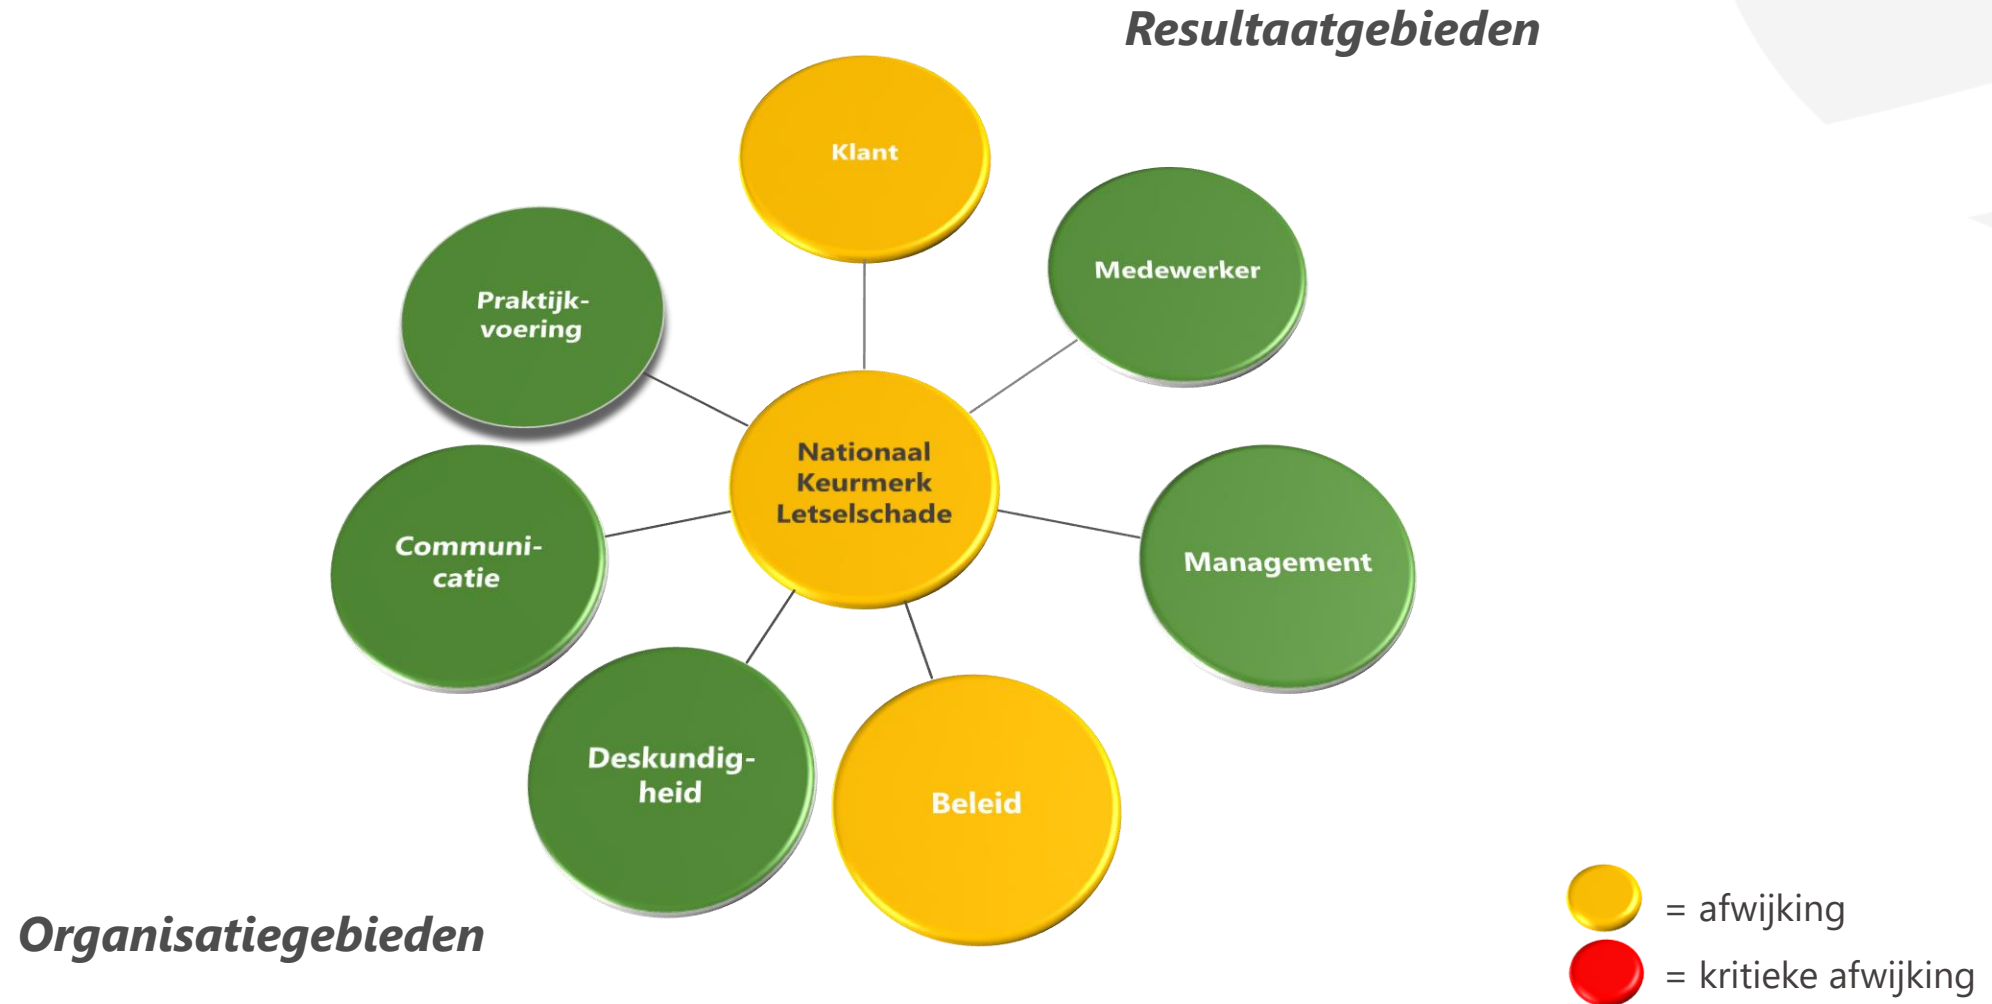 Resultaatgebieden
Klant
Medewerker
Praktijk-
voering
Nationaal
Keurmerk
Letselschade
Communi-
catie
Management
Deskundig-
heid
Beleid
Organisatiegebieden
= afwijking
= kritieke afwijking